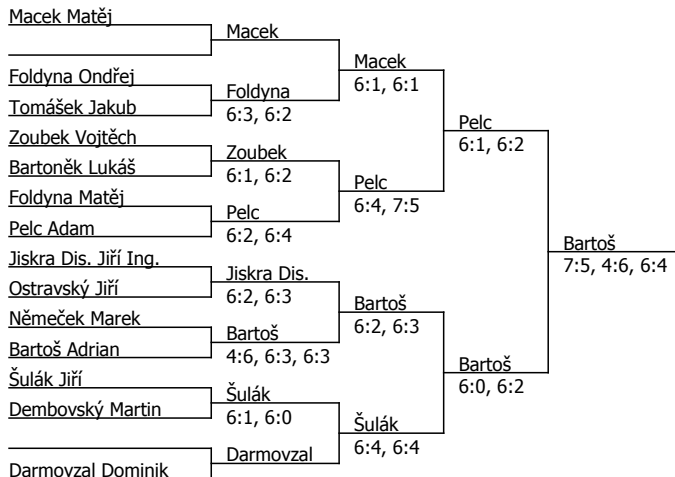 Macek Matěj
Foldyna Ondřej
Tomášek Jakub
Zoubek Vojtěch
Bartoněk Lukáš
Foldyna Matěj
Pelc Adam
Jiskra Dis. Jiří Ing.
Ostravský Jiří
Němeček Marek
Bartoš Adrian
Šulák Jiří
Dembovský Martin
Darmovzal Dominik
Macek
Foldyna
6:3, 6:2
Zoubek
6:1, 6:2
Pelc
6:2, 6:4
Jiskra Dis.
6:2, 6:3
Bartoš
4:6, 6:3, 6:3
Šulák
6:1, 6:0
Darmovzal
Macek
6:1, 6:1
Pelc
6:4, 7:5
Bartoš
6:2, 6:3
Šulák
6:4, 6:4
Pelc
6:1, 6:2
Bartoš
6:0, 6:2
Bartoš
7:5, 4:6, 6:4